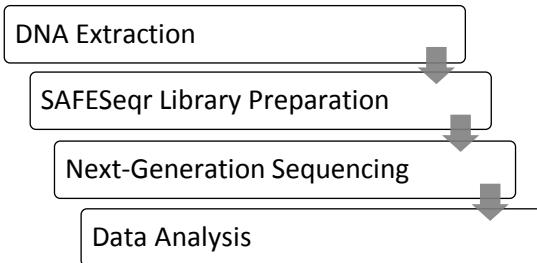 DNA Extraction
SAFESeqr Library Preparation
Next-Generation Sequencing
Data Analysis